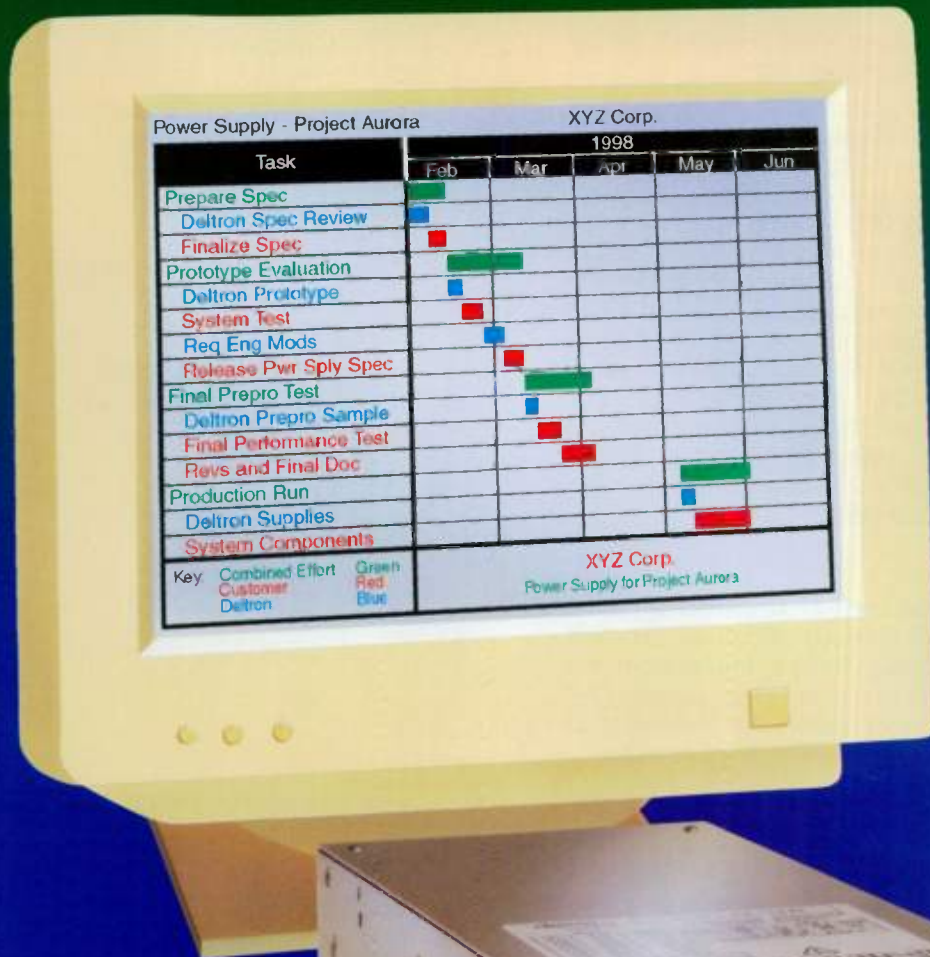 Power Supply - Project Aurora XYZ Corp.
Task 1998
Feb Mar Apr May Jun
Prepare Spec
Deltron Spec Review
Finalize Spec
Prototype Evaluation
Deltron Prototype
System Test
Req Eng Mods
Release Pwr Sply Spec
Final Prepro Test
Deltron Prepro Sample
Final Performance Test
Revs and Final Doc
Production Run
Deltron Supplies
System Components
Key: Combined Effort Green
Customer Red
Deltron Blue
XYZ Corp.
Power Supply for Project Aurora